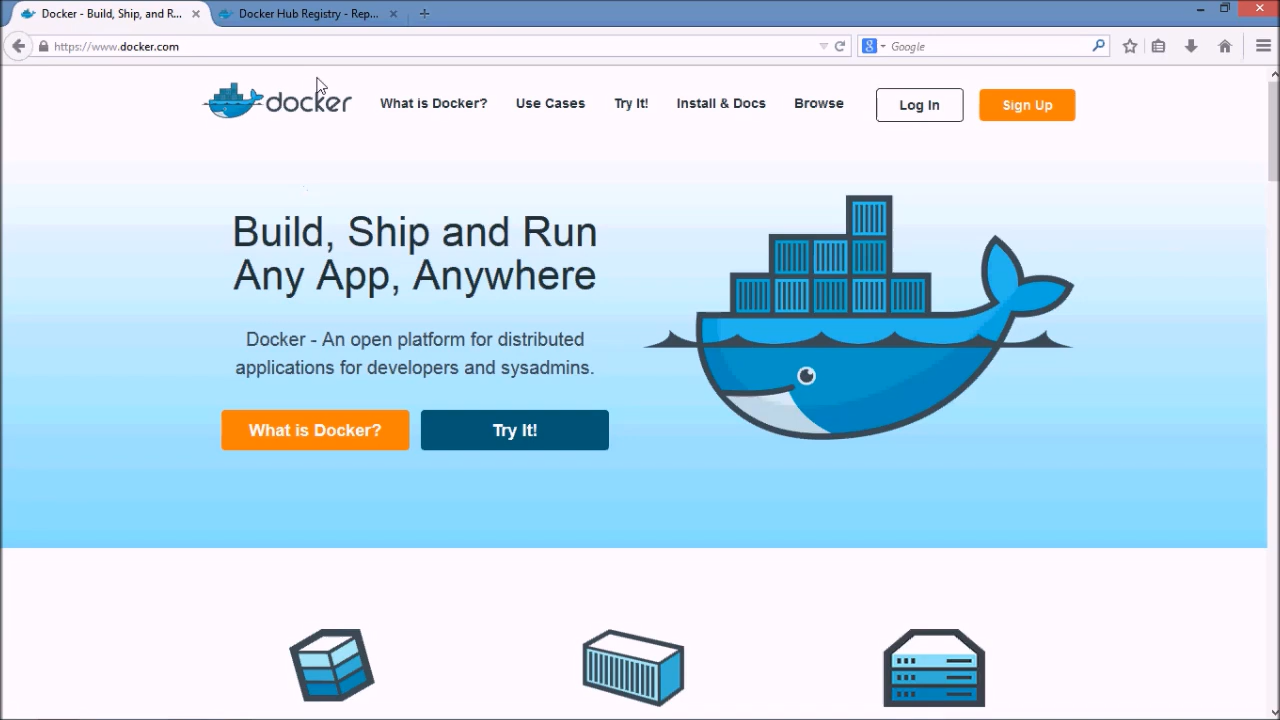 Docker - Build, Ship, and R...
Docker Hub Registry - Rep...
https://www.docker.com
Google
docker
What is Docker?
Use Cases
Try It!
Install & Docs
Browse
Log In
Sign Up
Build, Ship and Run
Any App, Anywhere
Docker - An open platform for distributed
applications for developers and sysadmins.
What is Docker?
Try It!